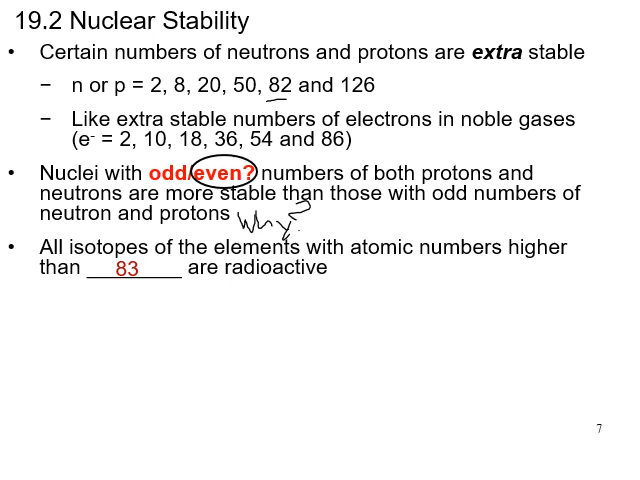 19.2 Nuclear Stability
• Certain numbers of neutrons and protons are extra stable
− n or p = 2, 8, 20, 50, 82 and 126
− Like extra stable numbers of electrons in noble gases
(e- = 2, 10, 18, 36, 54 and 86)
• Nuclei with odd/even? numbers of both protons and
neutrons are more stable than those with odd numbers of
neutron and protons Why?
• All isotopes of the elements with atomic numbers higher
than ___83___ are radioactive
7